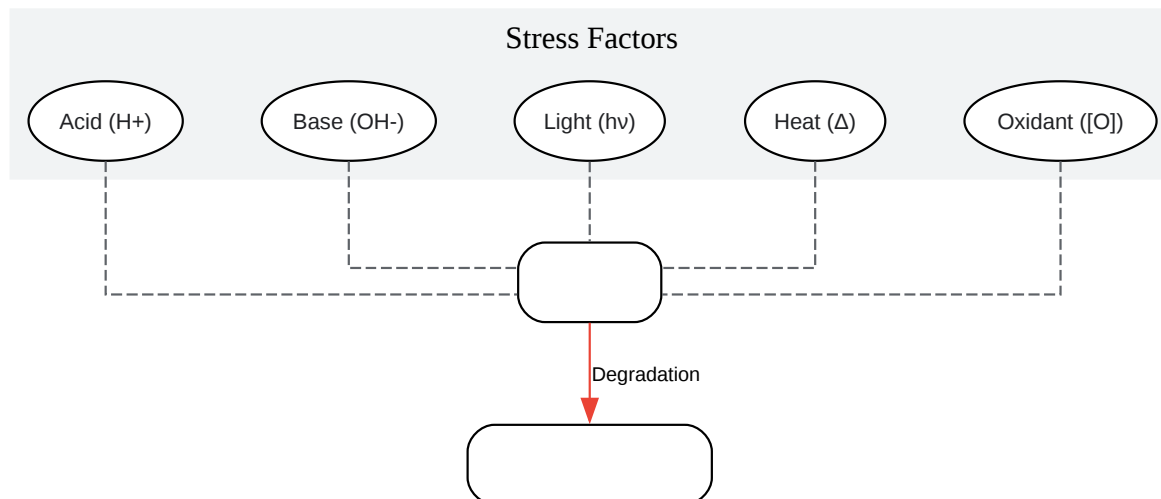 Stress Factors
Acid (H+)
Base (OH-)
Light (hν)
Heat (Δ)
Oxidant ([O])
Degradation